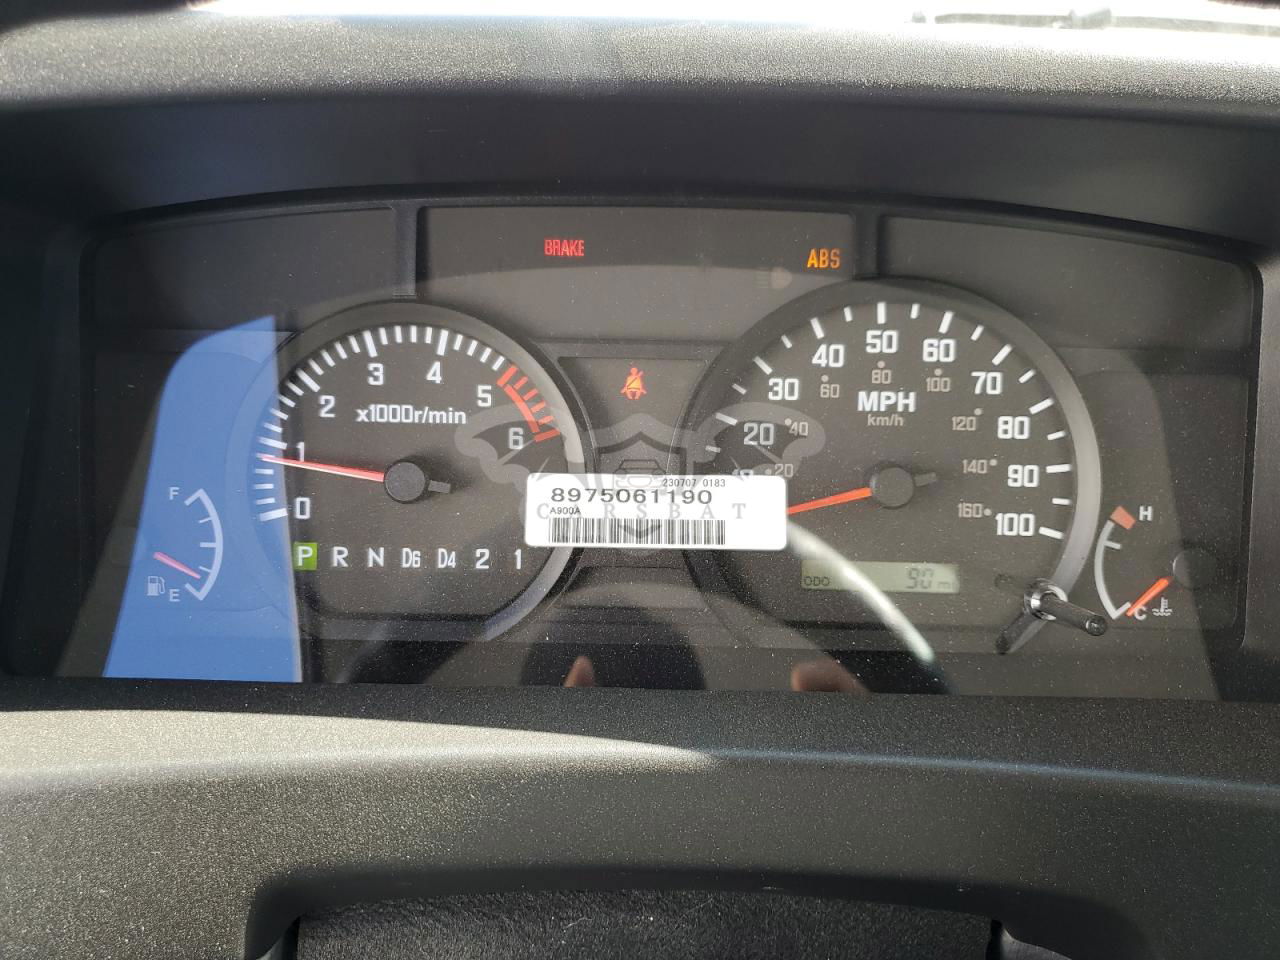 BRAKE
ABS
0 1 2 3 4 5 6
x1000r/min
P R N D6 D4 2 1
F
E
20 30 40 50 60 70 80 90 100
MPH
km/h
20 40 60 80 100 120 140 160
230707 0183
8975061190
A900A
CARSBAT
ODO 90 mi
H
C